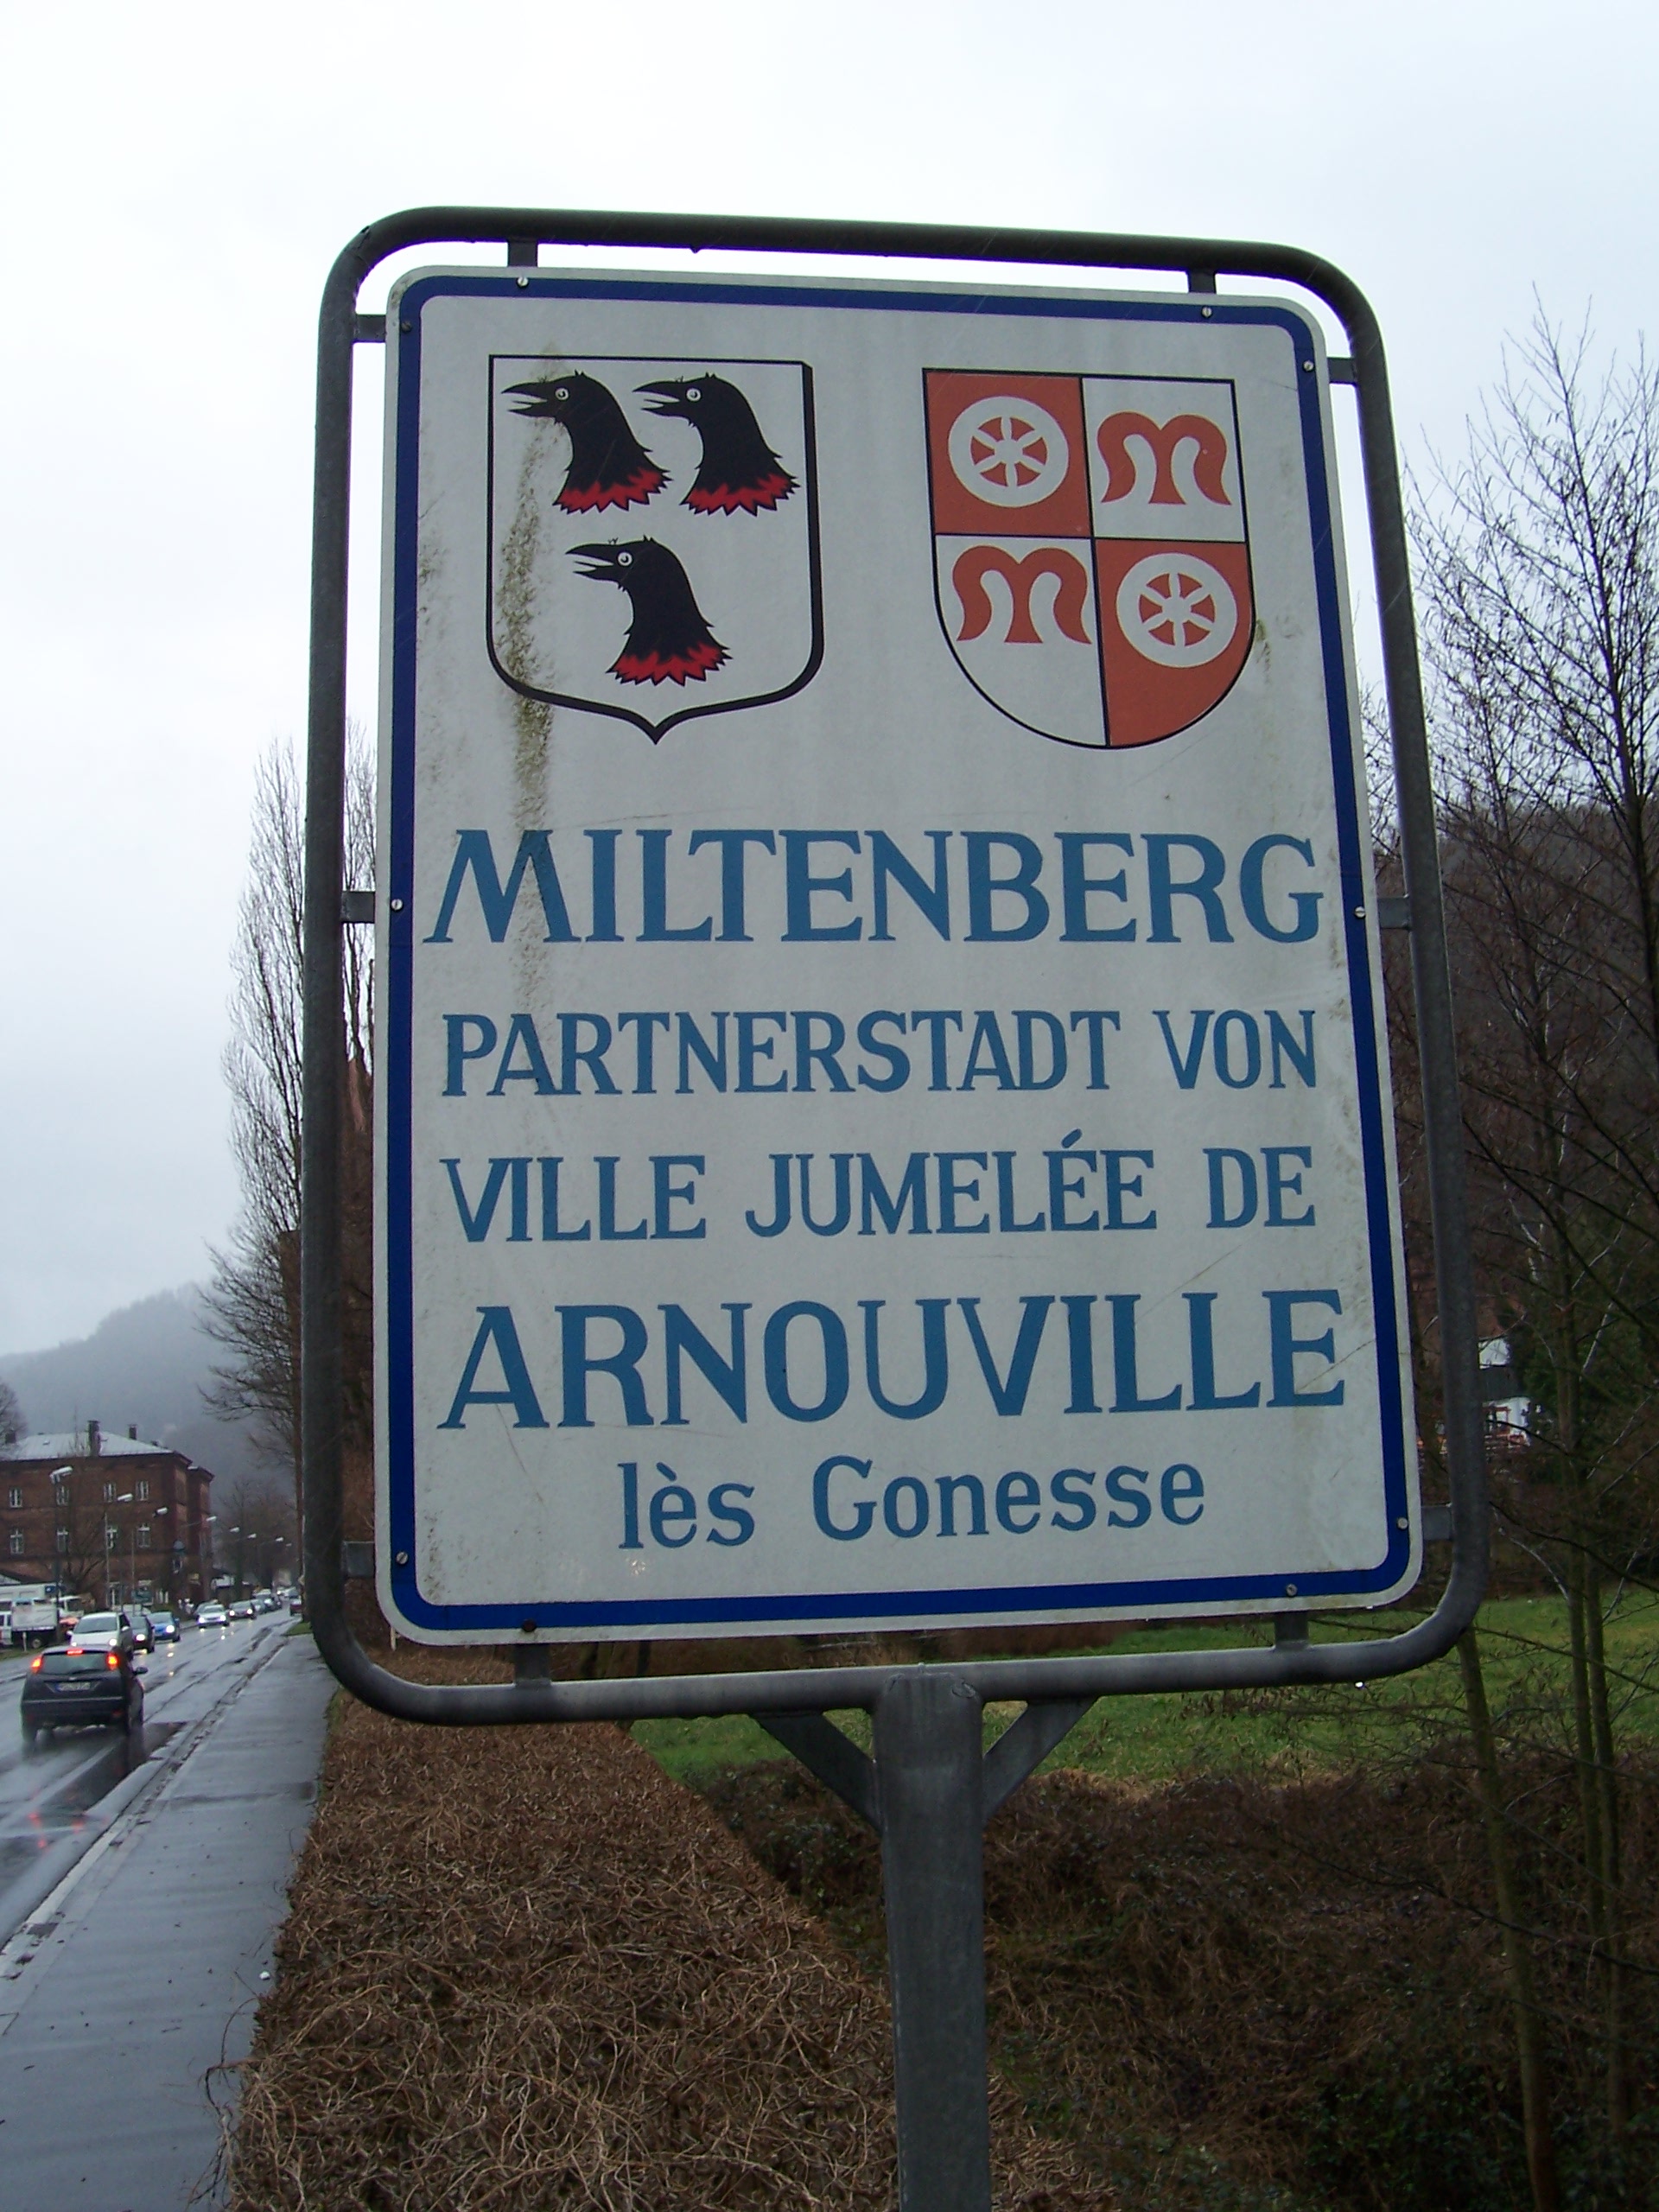 MILTENBERG
PARTNERSTADT VON
VILLE JUMELÉE DE
ARNOUVILLE
lès Gonesse